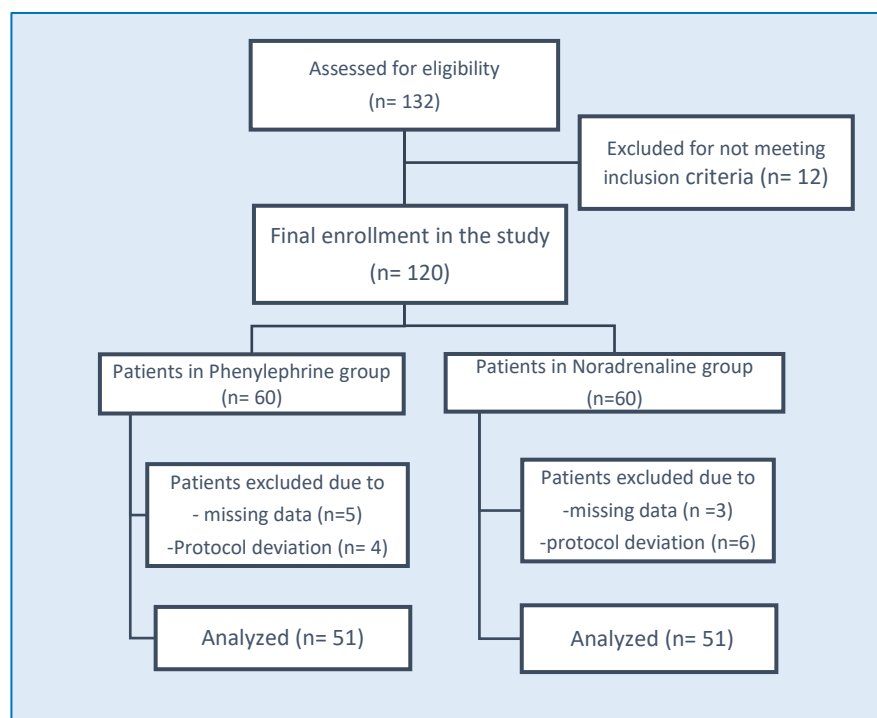 Assessed for eligibility
(n= 132)
Excluded for not meeting
inclusion criteria (n= 12)
Final enrollment in the study
(n= 120)
Patients in Phenylephrine group
(n= 60)
Patients in Noradrenaline group
(n=60)
Patients excluded due to
- missing data (n=5)
-Protocol deviation (n= 4)
Patients excluded due to
-missing data (n =3)
-protocol deviation (n=6)
Analyzed (n= 51)
Analyzed (n= 51)